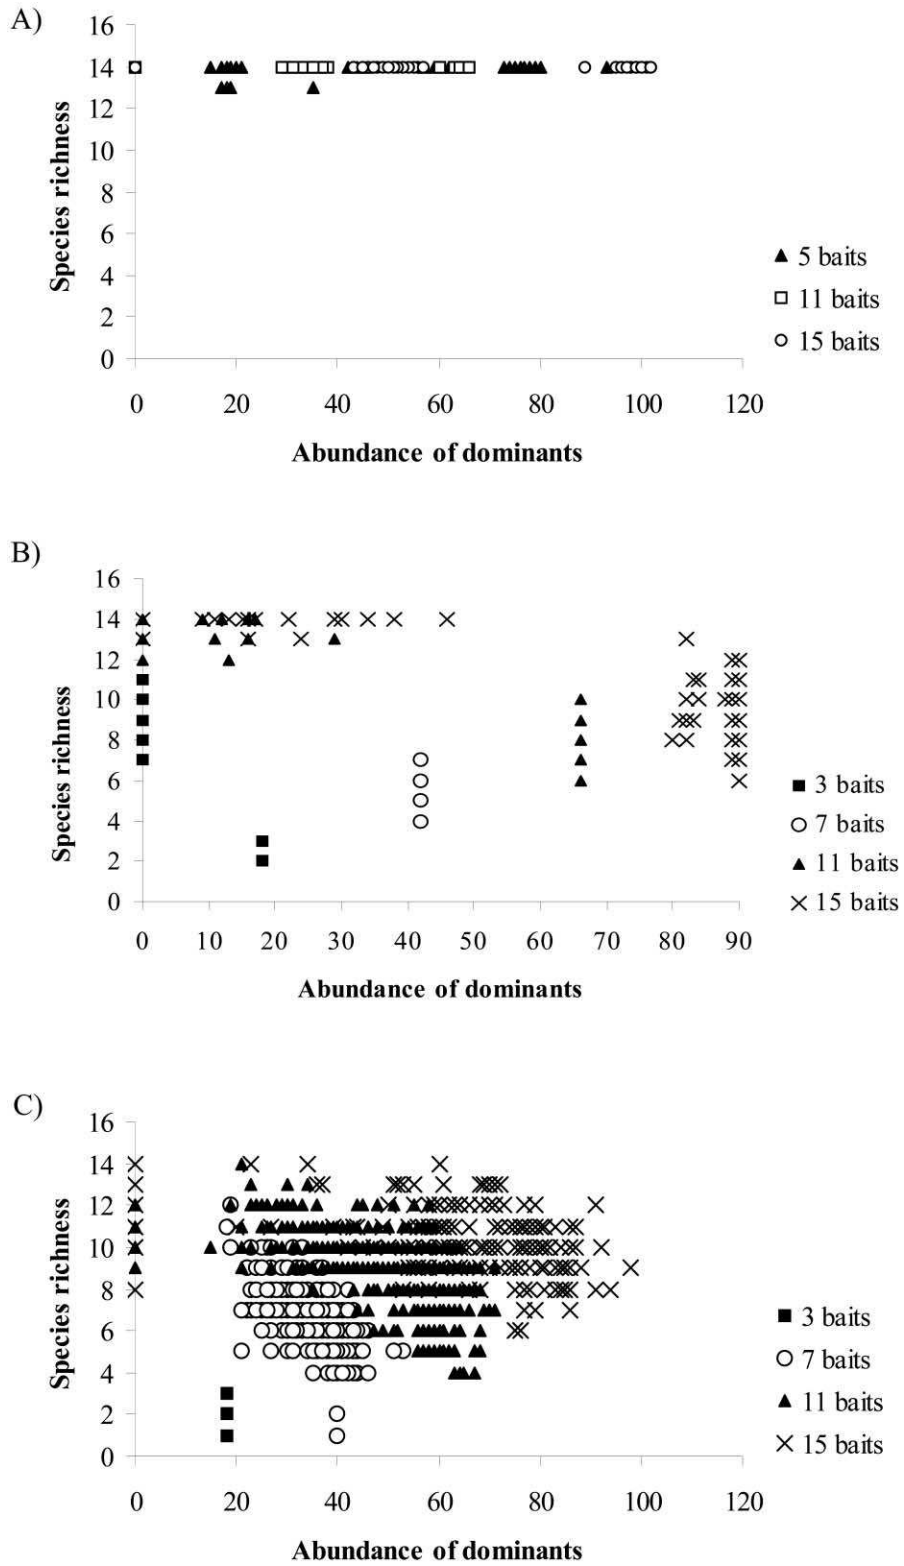 A)
16
14
12
10
8
6
4
2
0
Species richness
0 20 40 60 80 100 120
Abundance of dominants
5 baits
11 baits
15 baits
B)
16
14
12
10
8
6
4
2
0
Species richness
0 10 20 30 40 50 60 70 80 90
Abundance of dominants
3 baits
7 baits
11 baits
15 baits
C)
16
14
12
10
8
6
4
2
0
Species richness
0 20 40 60 80 100 120
Abundance of dominants
3 baits
7 baits
11 baits
15 baits